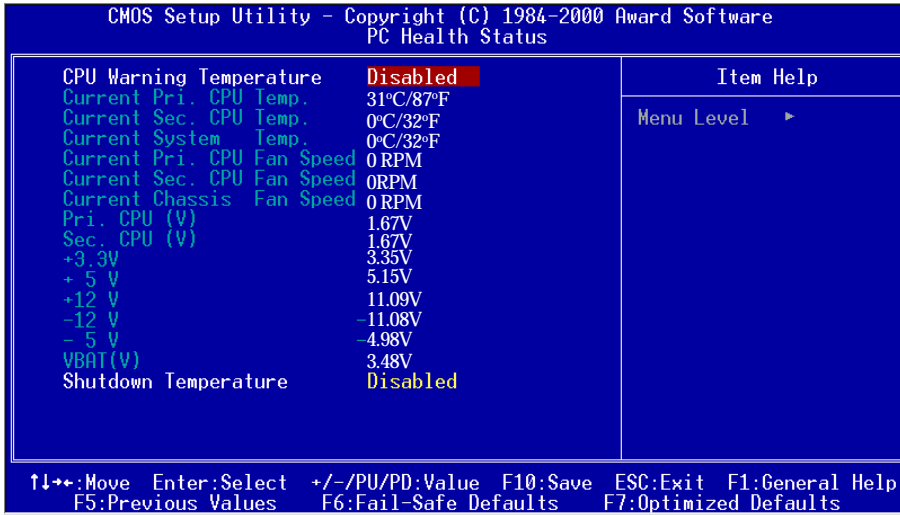 CMOS Setup Utility – Copyright (C) 1984–2000 Award Software
PC Health Status
CPU Warning Temperature Disabled
Current Pri. CPU Temp. 31°C/87°F
Current Sec. CPU Temp. 0°C/32°F
Current System Temp. 0°C/32°F
Current Pri. CPU Fan Speed 0 RPM
Current Sec. CPU Fan Speed 0RPM
Current Chassis Fan Speed 0 RPM
Pri. CPU (V) 1.67V
Sec. CPU (V) 1.67V
+3.3V 3.35V
+ 5 V 5.15V
+12 V 11.09V
–12 V –11.08V
– 5 V –4.98V
VBAT(V) 3.48V
Shutdown Temperature Disabled
Item Help
Menu Level ►
↑↓→←:Move Enter:Select +/–/PU/PD:Value F10:Save ESC:Exit F1:General Help
F5:Previous Values F6:Fail–Safe Defaults F7:Optimized Defaults